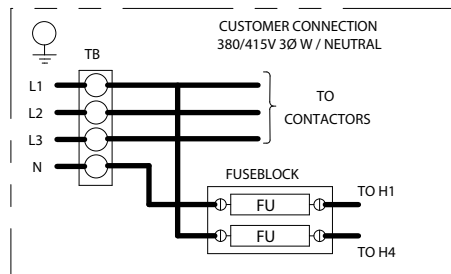 CUSTOMER CONNECTION
380/415V 3Ø W / NEUTRAL
TB
L1
L2
L3
N
TO
CONTACTORS
FUSEBLOCK
FU
TO H1
FU
TO H4